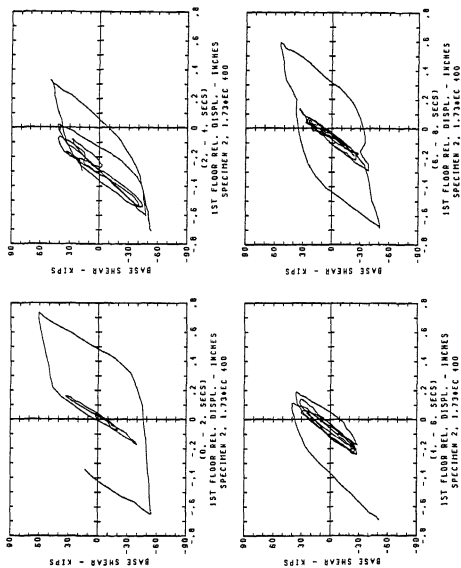 BASE SHEAR - KIPS
90
60
30
0
-30
-60
-90
-.8 -.6 -.4 -.2 0 .2 .4 .6 .8
(0. - 2. SECS)
1ST FLOOR REL. DISPL. - INCHES
SPECIMEN 2, 1.73*EC 400
BASE SHEAR - KIPS
90
60
30
0
-30
-60
-90
-.8 -.6 -.4 -.2 0 .2 .4 .6 .8
(2. - 4. SECS)
1ST FLOOR REL. DISPL. - INCHES
SPECIMEN 2, 1.73*EC 400
BASE SHEAR - KIPS
90
60
30
0
-30
-60
-90
-.8 -.6 -.4 -.2 0 .2 .4 .6 .8
(4. - 6. SECS)
1ST FLOOR REL. DISPL. - INCHES
SPECIMEN 2, 1.73*EC 400
BASE SHEAR - KIPS
90
60
30
0
-30
-60
-90
-.8 -.6 -.4 -.2 0 .2 .4 .6 .8
(6. - 8. SECS)
1ST FLOOR REL. DISPL. - INCHES
SPECIMEN 2, 1.73*EC 400